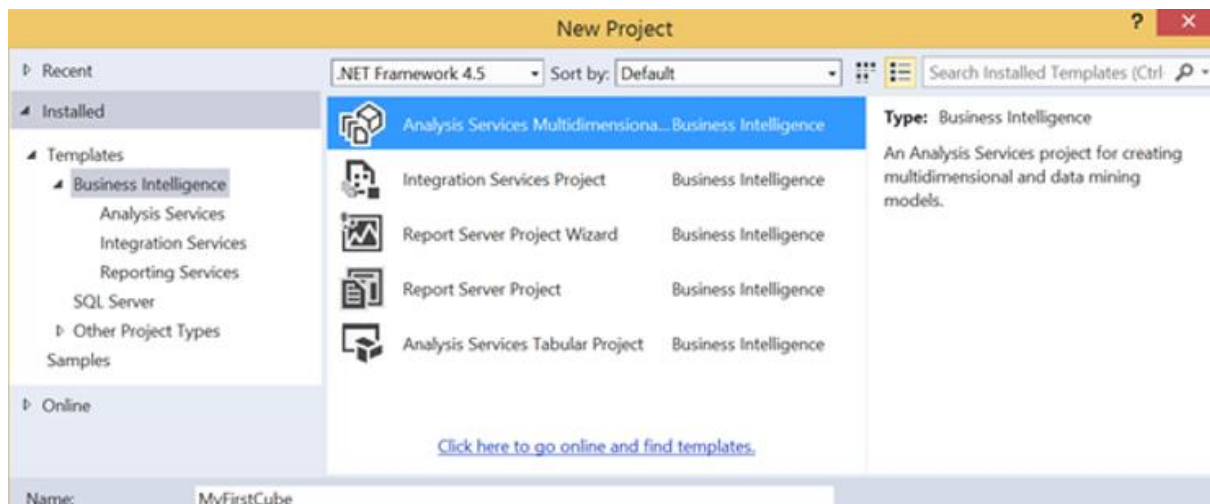 New Project
?
Recent
.NET Framework 4.5
Sort by: Default
Search Installed Templates (Ctrl
Installed
Templates
Business Intelligence
Analysis Services
Integration Services
Reporting Services
SQL Server
Other Project Types
Samples
Online
Analysis Services Multidimensiona... Business Intelligence
Integration Services Project Business Intelligence
Report Server Project Wizard Business Intelligence
Report Server Project Business Intelligence
Analysis Services Tabular Project Business Intelligence
Click here to go online and find templates.
Type: Business Intelligence
An Analysis Services project for creating
multidimensional and data mining
models.
Name: MyFirstCube